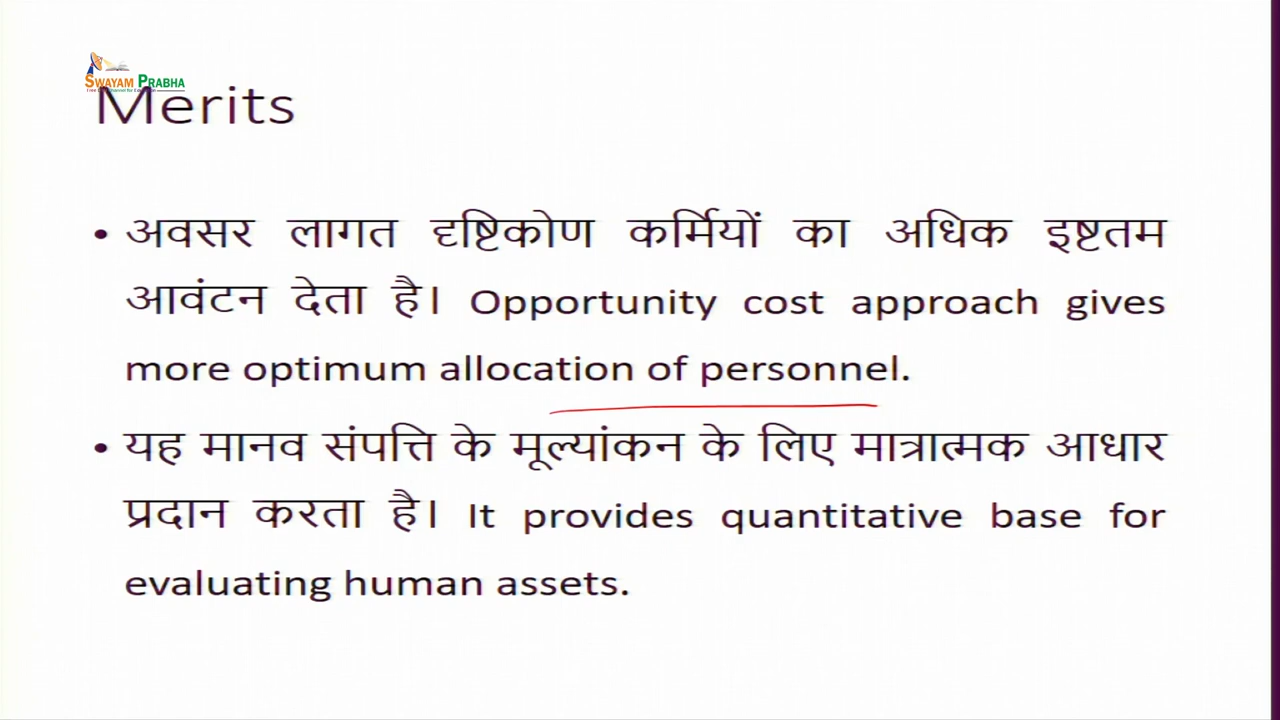 SWAYAM PRABHA
Merits
• अवसर लागत दृष्टिकोण कर्मियों का अधिक इष्टतम
आवंटन देता है। Opportunity cost approach gives
more optimum allocation of personnel.
• यह मानव संपत्ति के मूल्यांकन के लिए मात्रात्मक आधार
प्रदान करता है। It provides quantitative base for
evaluating human assets.